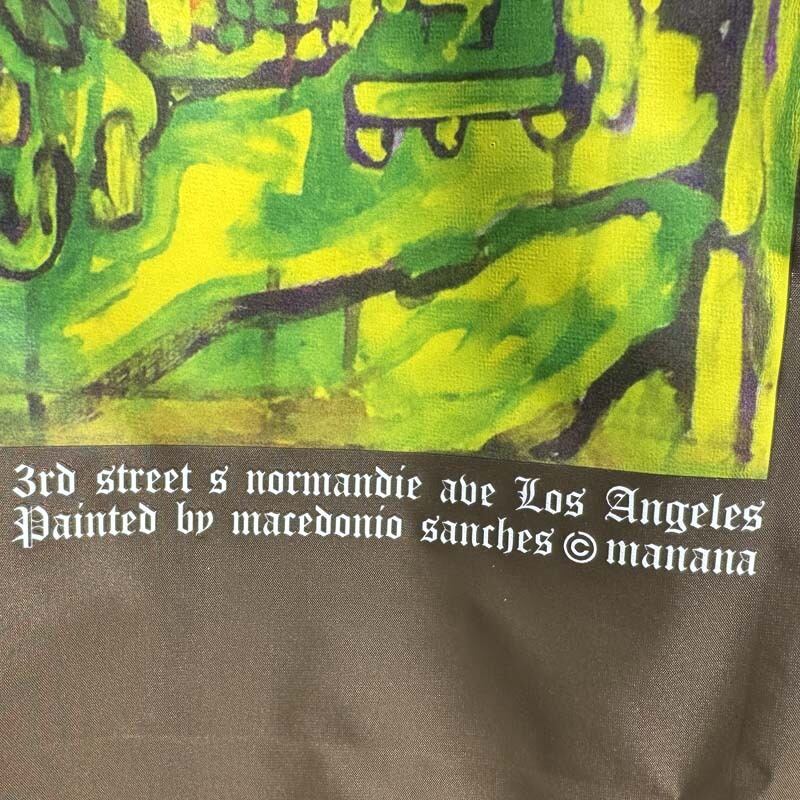 3rd street s normandie ave Los Angeles
Painted by macedonio sanches © manana